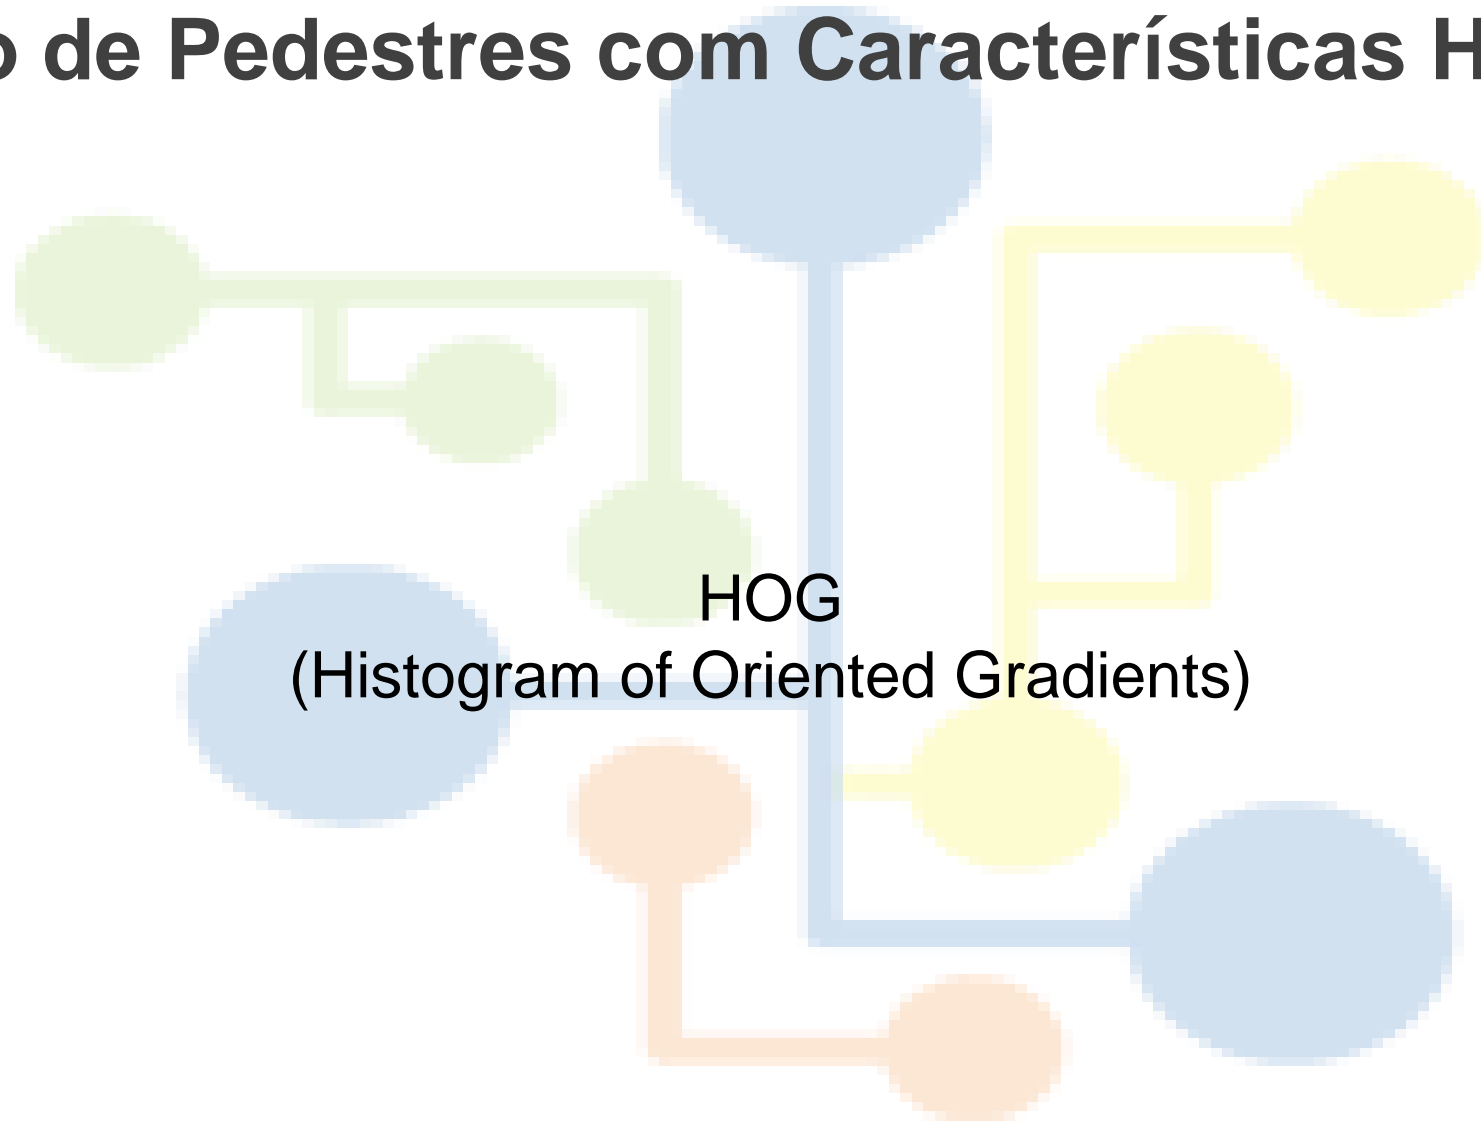 o de Pedestres com Características H
HOG
(Histogram of Oriented Gradients)